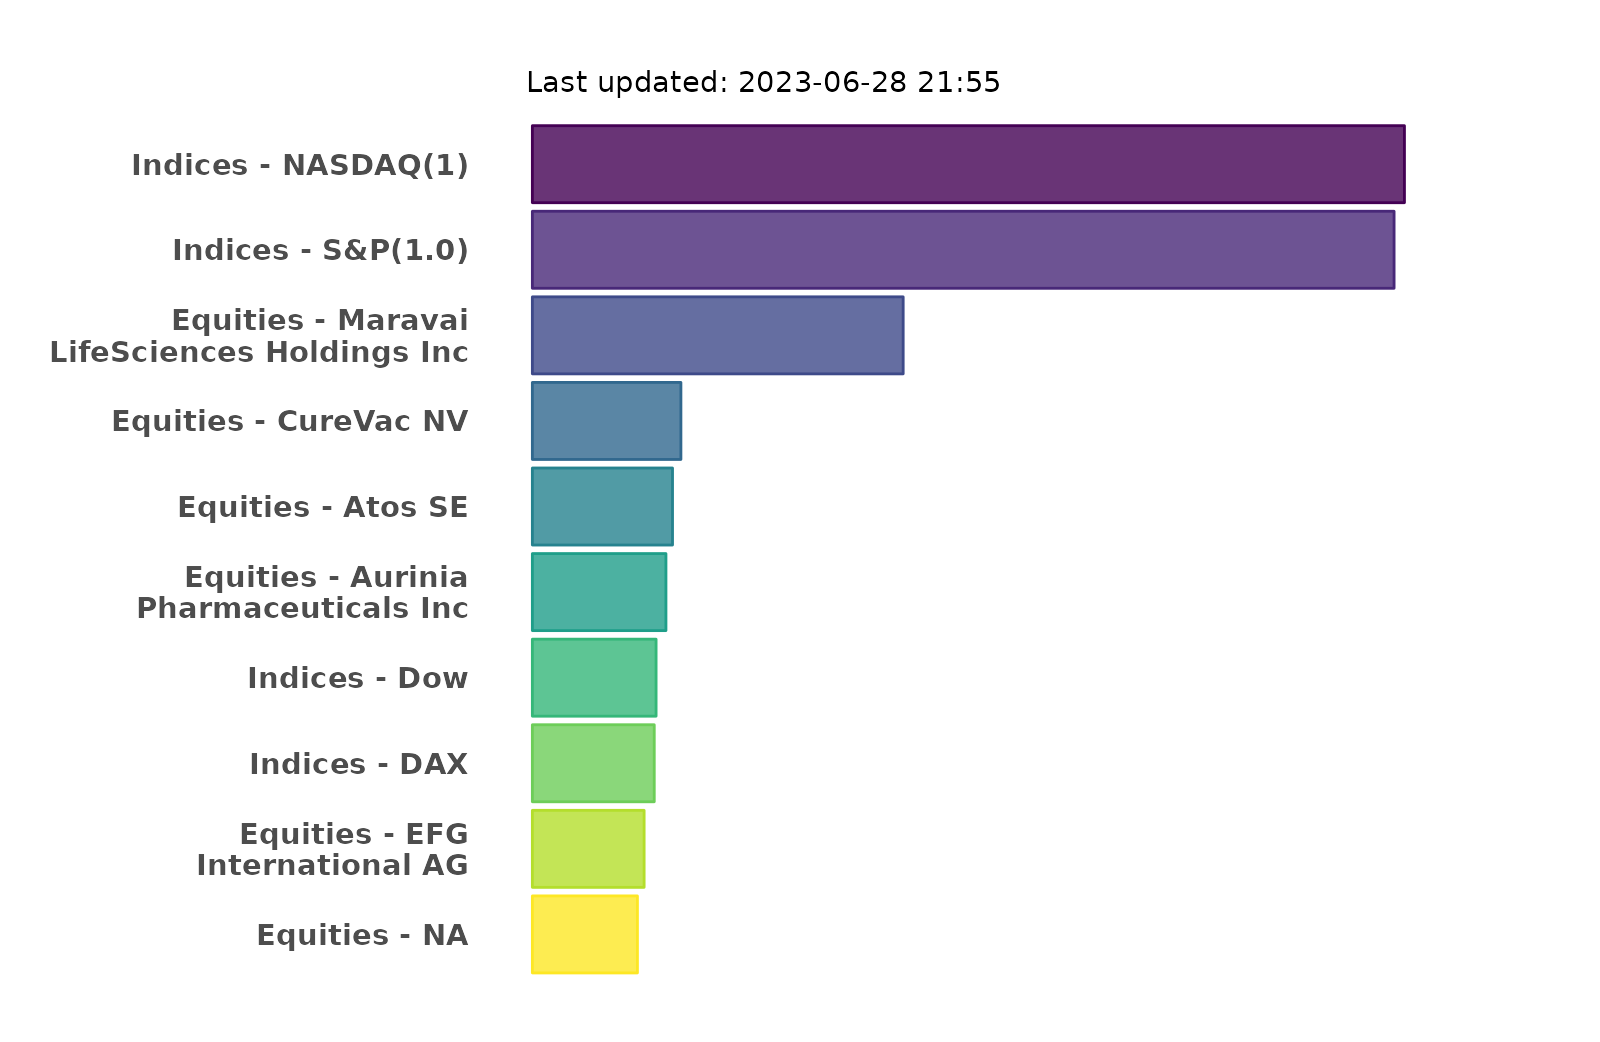 Last updated: 2023-06-28 21:55
Indices - NASDAQ(1)
Indices - S&P(1.0)
Equities - Maravai
LifeSciences Holdings Inc
Equities - CureVac NV
Equities - Atos SE
Equities - Aurinia
Pharmaceuticals Inc
Indices - Dow
Indices - DAX
Equities - EFG
International AG
Equities - NA